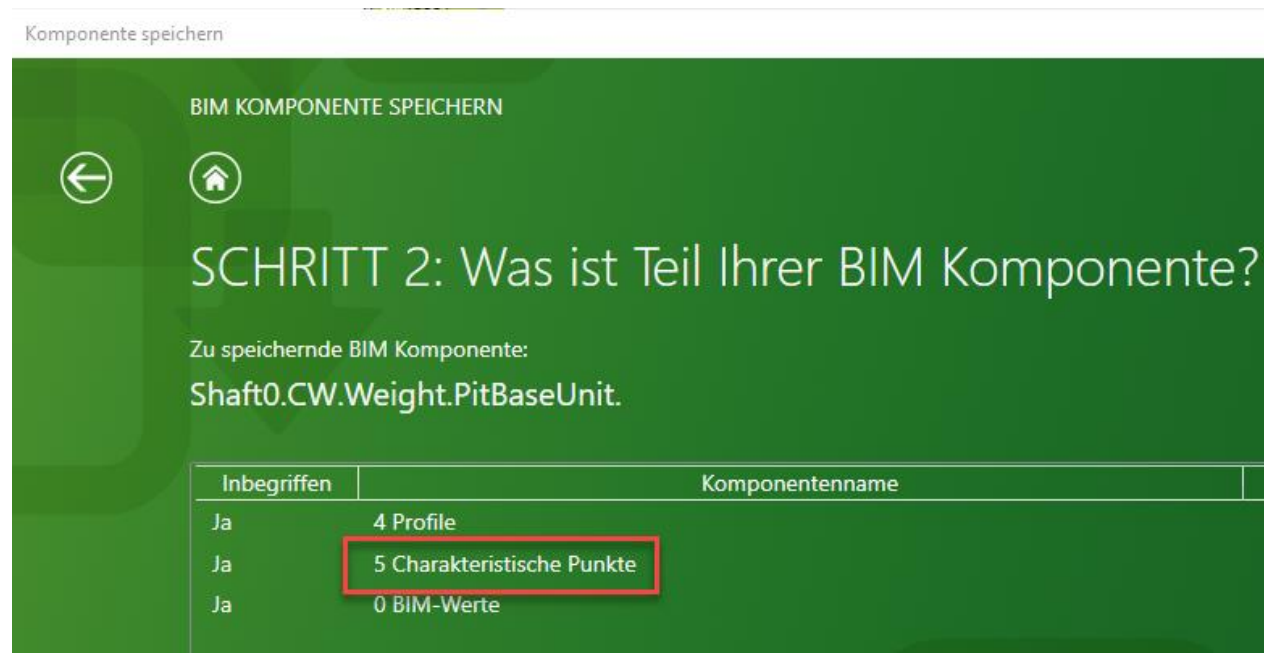 Komponente speichern
BIM KOMPONENTE SPEICHERN
SCHRITT 2: Was ist Teil Ihrer BIM Komponente?
Zu speichernde BIM Komponente:
Shaft0.CW.Weight.PitBaseUnit.
Inbegriffen Komponentenname
Ja 4 Profile
Ja 5 Charakteristische Punkte
Ja 0 BIM-Werte